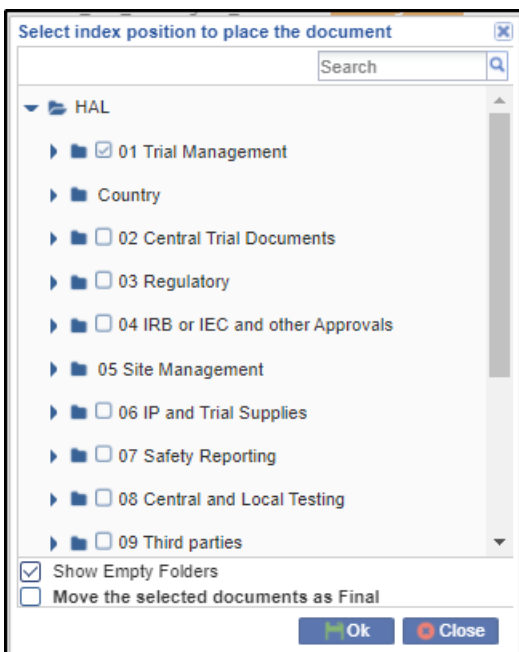 Select index position to place the document
Search
HAL
01 Trial Management
Country
02 Central Trial Documents
03 Regulatory
04 IRB or IEC and other Approvals
05 Site Management
06 IP and Trial Supplies
07 Safety Reporting
08 Central and Local Testing
09 Third parties
Show Empty Folders
Move the selected documents as Final
Ok Close